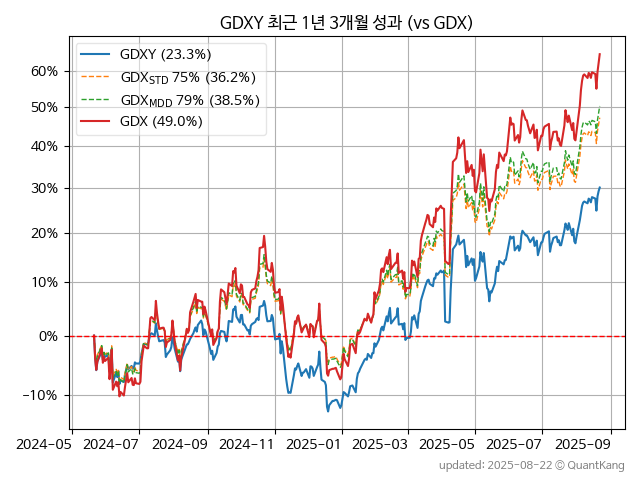 GDXY 최근 1년 3개월 성과 (vs GDX)
GDXY (23.3%)
GDX_STD 75% (36.2%)
GDX_MDD 79% (38.5%)
GDX (49.0%)
60%
50%
40%
30%
20%
10%
0%
−10%
2024-05 2024-07 2024-09 2024-11 2025-01 2025-03 2025-05 2025-07 2025-09
updated: 2025-08-22 ⓒ QuantKang